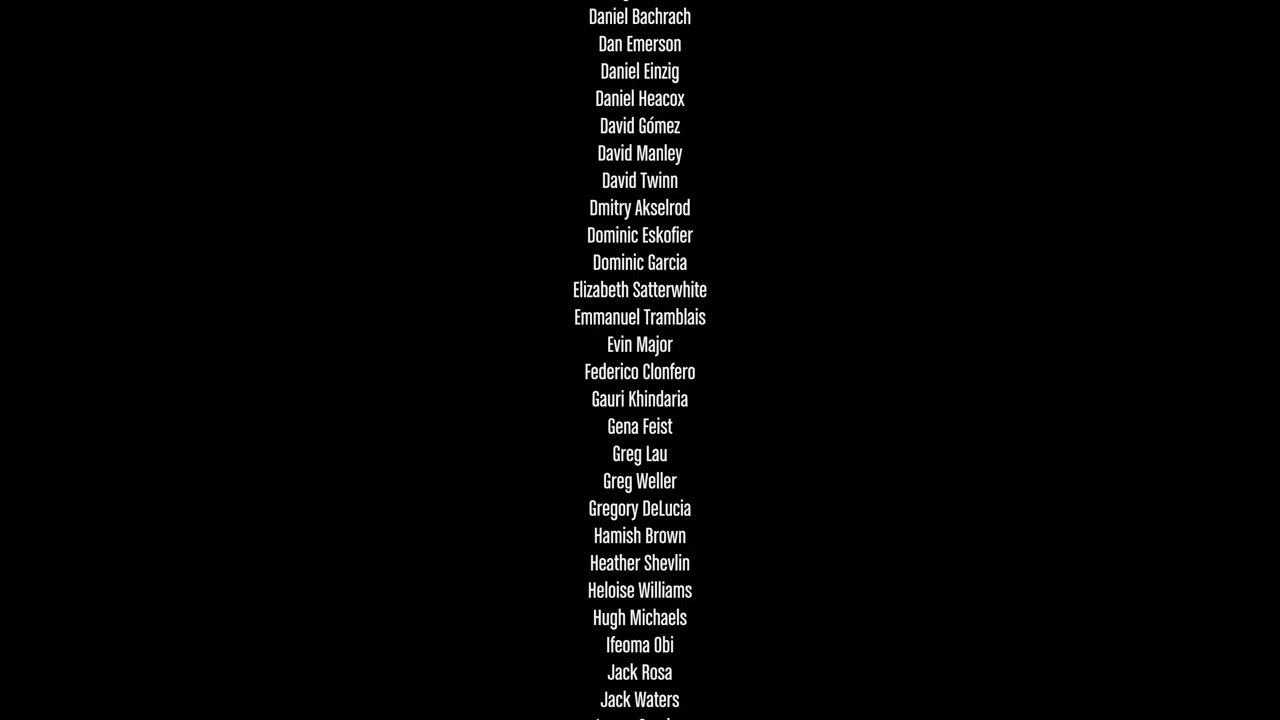 Daniel Bachrach
Dan Emerson
Daniel Einzig
Daniel Heacox
David Gómez
David Manley
David Twinn
Dmitry Akselrod
Dominic Eskofier
Dominic Garcia
Elizabeth Satterwhite
Emmanuel Tramblais
Evin Major
Federico Clonfero
Gauri Khindaria
Gena Feist
Greg Lau
Greg Weller
Gregory DeLucia
Hamish Brown
Heather Shevlin
Heloise Williams
Hugh Michaels
Ifeoma Obi
Jack Rosa
Jack Waters